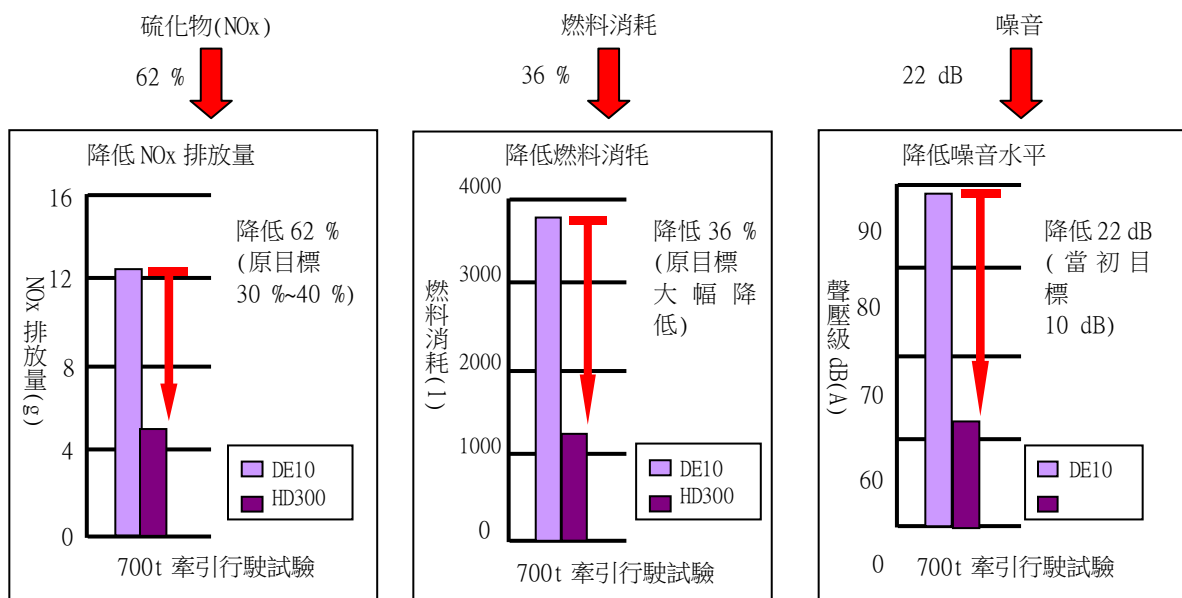 硫化物(NOx)
62 %
燃料消耗
36 %
噪音
22 dB
降低 NOx 排放量
16
12
8
4
0
NOx 排放量(g)
降低 62 %
(原目標
30 %~40 %)
DE10
HD300
700t 牽引行駛試驗
降低燃料消牦
4000
3000
2000
1000
0
燃料消耗(l)
降怟 36 %
(原目標
大幅降
低)
DE10
HD300
700t 牽引行駛試驗
降低噪音水平
90
80
70
60
0
聲壓級 dB(A)
降低 22 dB
(當初目
標
10 dB)
DE10
700t 牽引行駛試驗